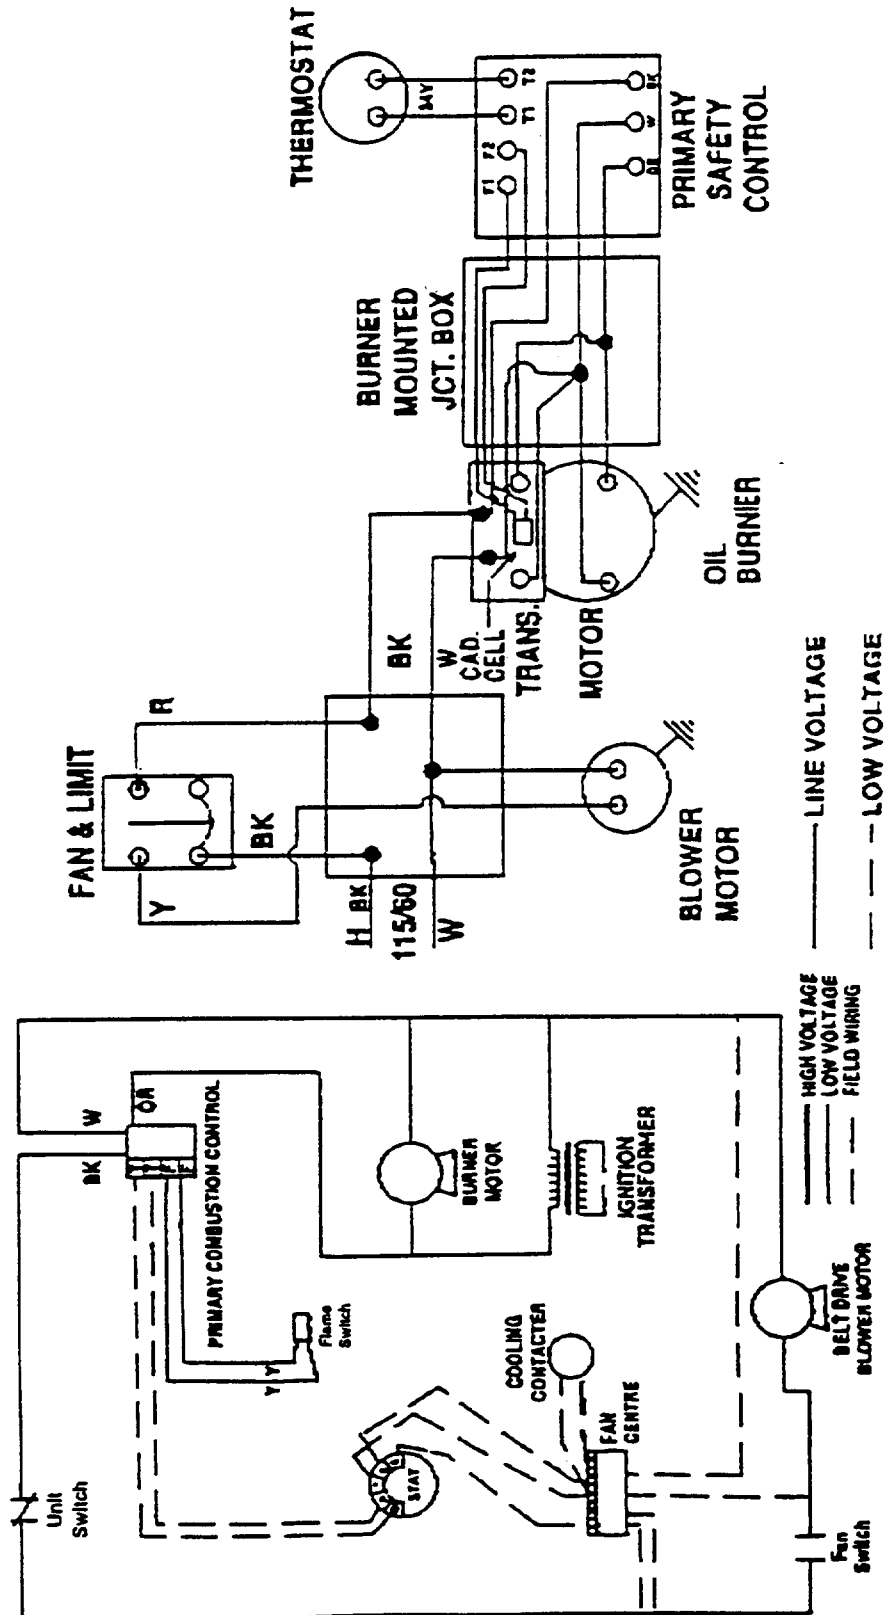 THERMOSTAT
24V
F1
F2
T1
T2
OR
W
BK
PRIMARY
SAFETY
CONTROL
BURNER
MOUNTED
JCT. BOX
FAN & LIMIT
R
Y
BK
BK
W
CAD.
CELL
TRANS.
MOTOR
OIL
BURNIER
H
BK
115/60
W
BLOWER
MOTOR
LINE VOLTAGE
LOW VOLTAGE
HIGH VOLTAGE
LOW VOLTAGE
FIELD WIRING
BK
W
OR
T
T
F
F
PRIMARY COMBUSTION CONTROL
Flame
Switch
Y
Y
Unit
Switch
STAT
BURNER
MOTOR
IGNITION
TRANSFORMER
COOLING
CONTACTER
FAN
CENTRE
BELT DRIVE
BLOWER MOTOR
Fan
Switch